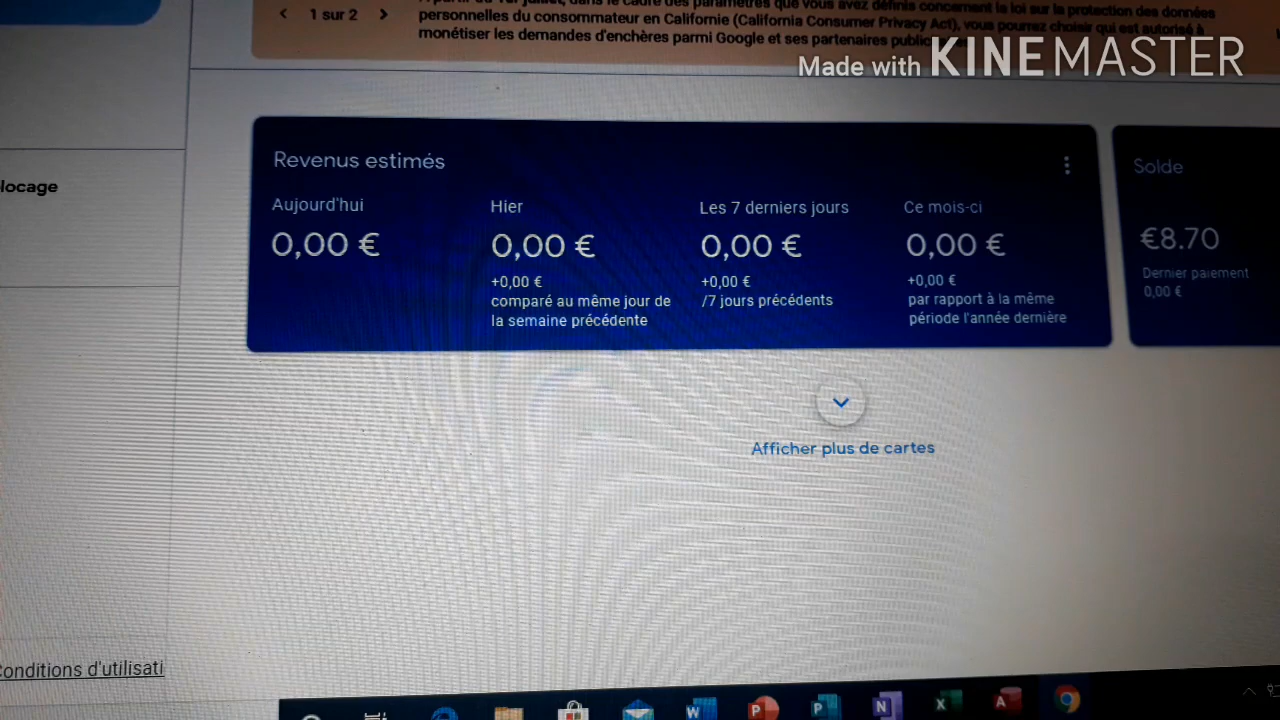 1 sur 2
personnelles du consommateur en Californie (California Consumer Privacy Act), vous pourrez choisir qui est autorisé à
monétiser les demandes d'enchères parmi Google et ses partenaires
Made with KINEMASTER
Revenus estimés
Solde
locage
Aujourd'hui
Hier
Les 7 derniers jours
Ce mois-ci
0,00 €
0,00 €
0,00 €
0,00 €
€8.70
+0,00 €
+0,00 €
+0,00 €
Dernier paiement
comparé au même jour de
/7 jours précédents
par rapport à la même
0,00 €
la semaine précédente
période l'année dernière
Afficher plus de cartes
Conditions d'utilisati